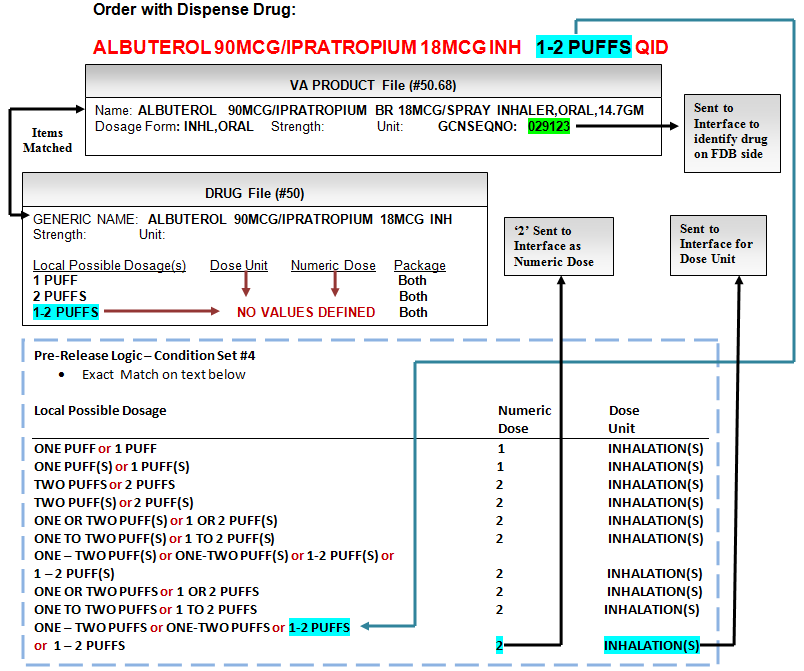 Order with Dispense Drug:
ALBUTEROL 90MCG/IPRATROPIUM 18MCG INH 1-2 PUFFS QID
VA PRODUCT File (#50.68)
Name: ALBUTEROL 90MCG/IPRATROPIUM BR 18MCG/SPRAY INHALER,ORAL,14.7GM
Dosage Form: INHL,ORAL Strength: Unit: GCNSEQNO: 029123
Sent to
Interface to
identify drug
on FDB side
Items
Matched
DRUG File (#50)
GENERIC NAME: ALBUTEROL 90MCG/IPRATROPIUM 18MCG INH
Strength: Unit:
Local Possible Dosage(s) Dose Unit Numeric Dose Package
1 PUFF Both
2 PUFFS Both
1-2 PUFFS NO VALUES DEFINED Both
‘2’ Sent to
Interface as
Numeric Dose
Sent to
Interface for
Dose Unit
Pre-Release Logic – Condition Set #4
• Exact Match on text below
Local Possible Dosage Numeric Dose
Dose Unit
ONE PUFF or 1 PUFF 1 INHALATION(S)
ONE PUFF(S) or 1 PUFF(S) 1 INHALATION(S)
TWO PUFFS or 2 PUFFS 2 INHALATION(S)
TWO PUFF(S) or 2 PUFF(S) 2 INHALATION(S)
ONE OR TWO PUFF(S) or 1 OR 2 PUFF(S) 2 INHALATION(S)
ONE TO TWO PUFF(S) or 1 TO 2 PUFF(S) 2 INHALATION(S)
ONE – TWO PUFF(S) or ONE-TWO PUFF(S) or 1-2 PUFF(S) or
1 – 2 PUFF(S) 2 INHALATION(S)
ONE OR TWO PUFFS or 1 OR 2 PUFFS 2 INHALATION(S)
ONE TO TWO PUFFS or 1 TO 2 PUFFS 2 INHALATION(S)
ONE – TWO PUFFS or ONE-TWO PUFFS or 1-2 PUFFS
or 1 – 2 PUFFS 2 INHALATION(S)